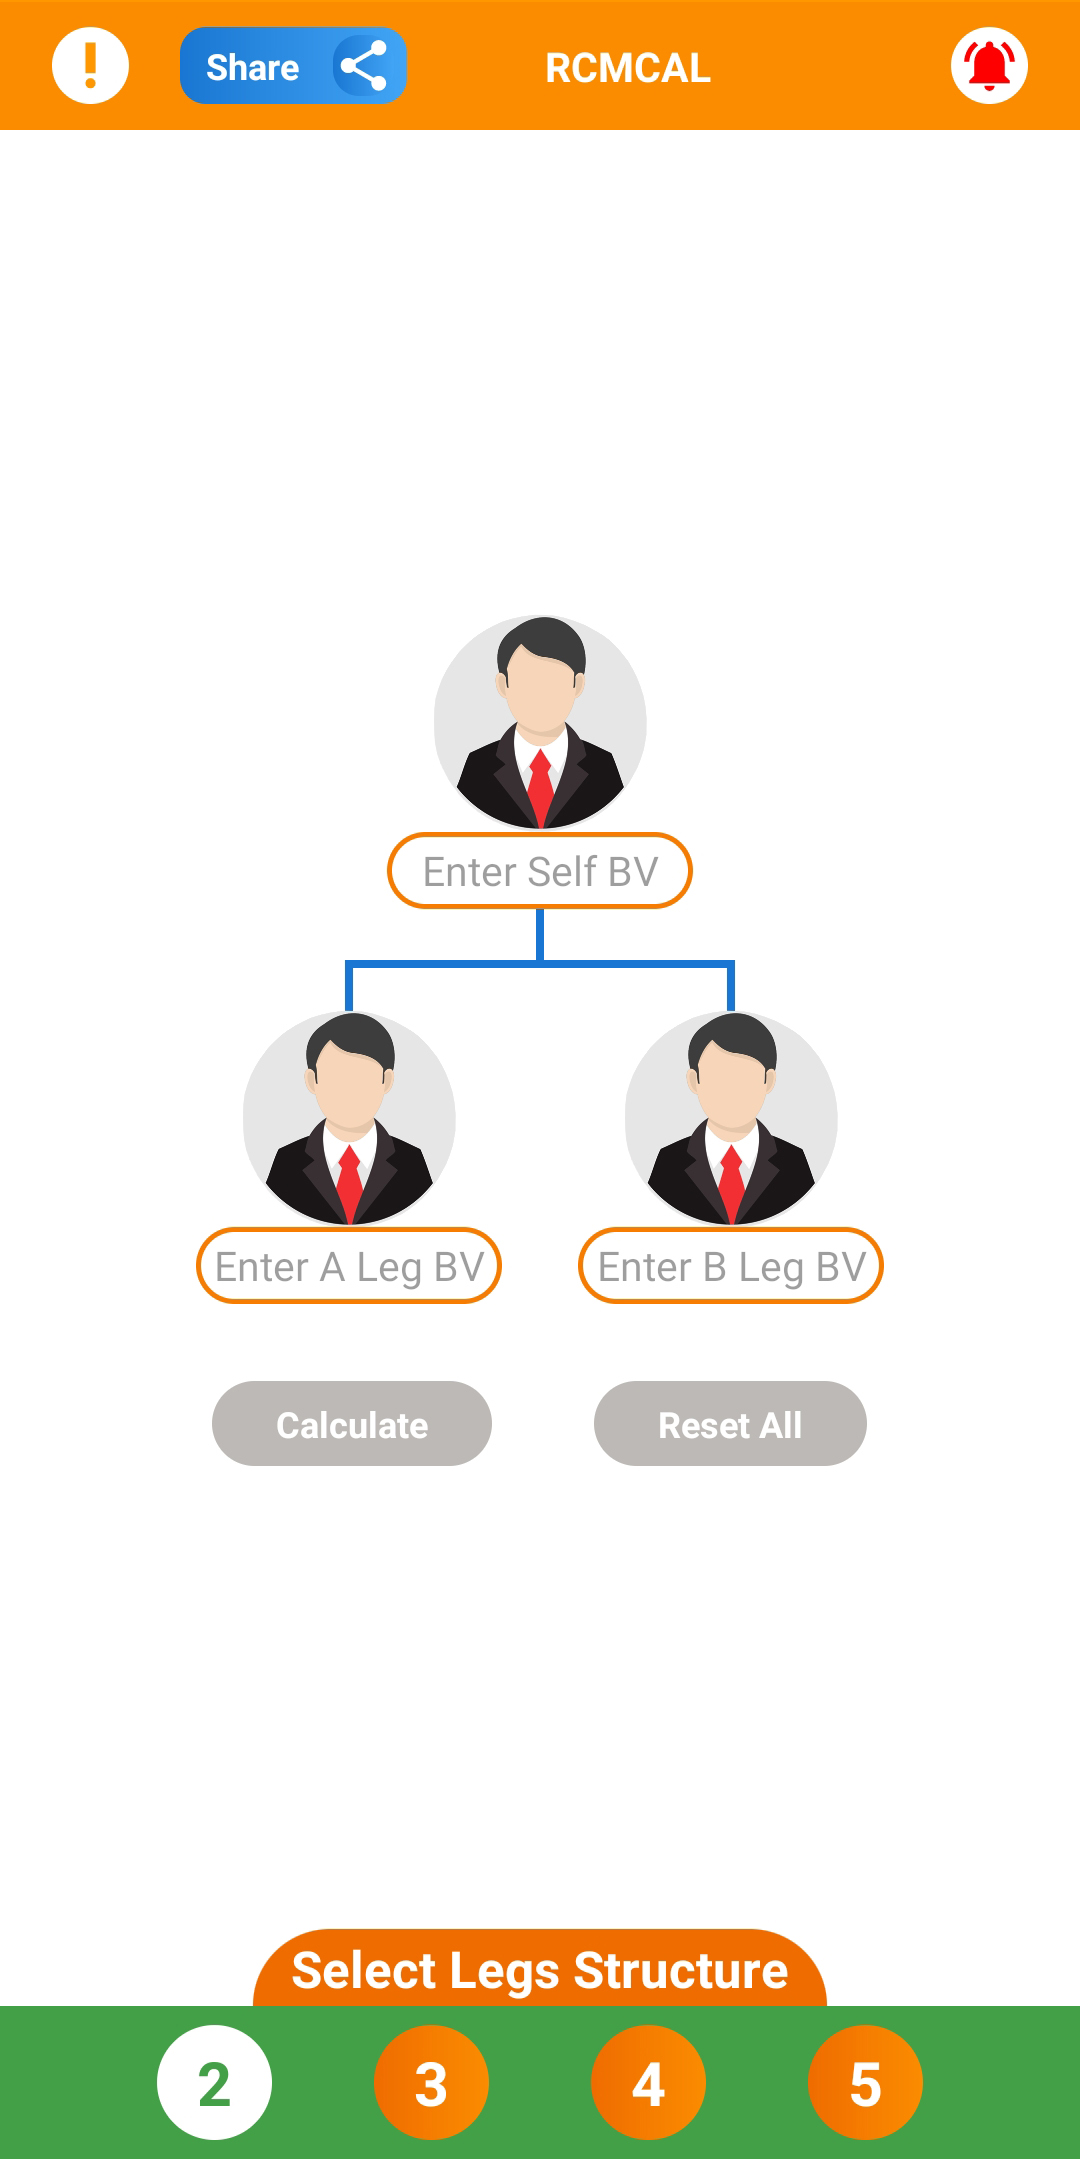 Share
RCMCAL
Enter Self BV
Enter A Leg BV
Enter B Leg BV
Calculate
Reset All
Select Legs Structure
2
3
4
5